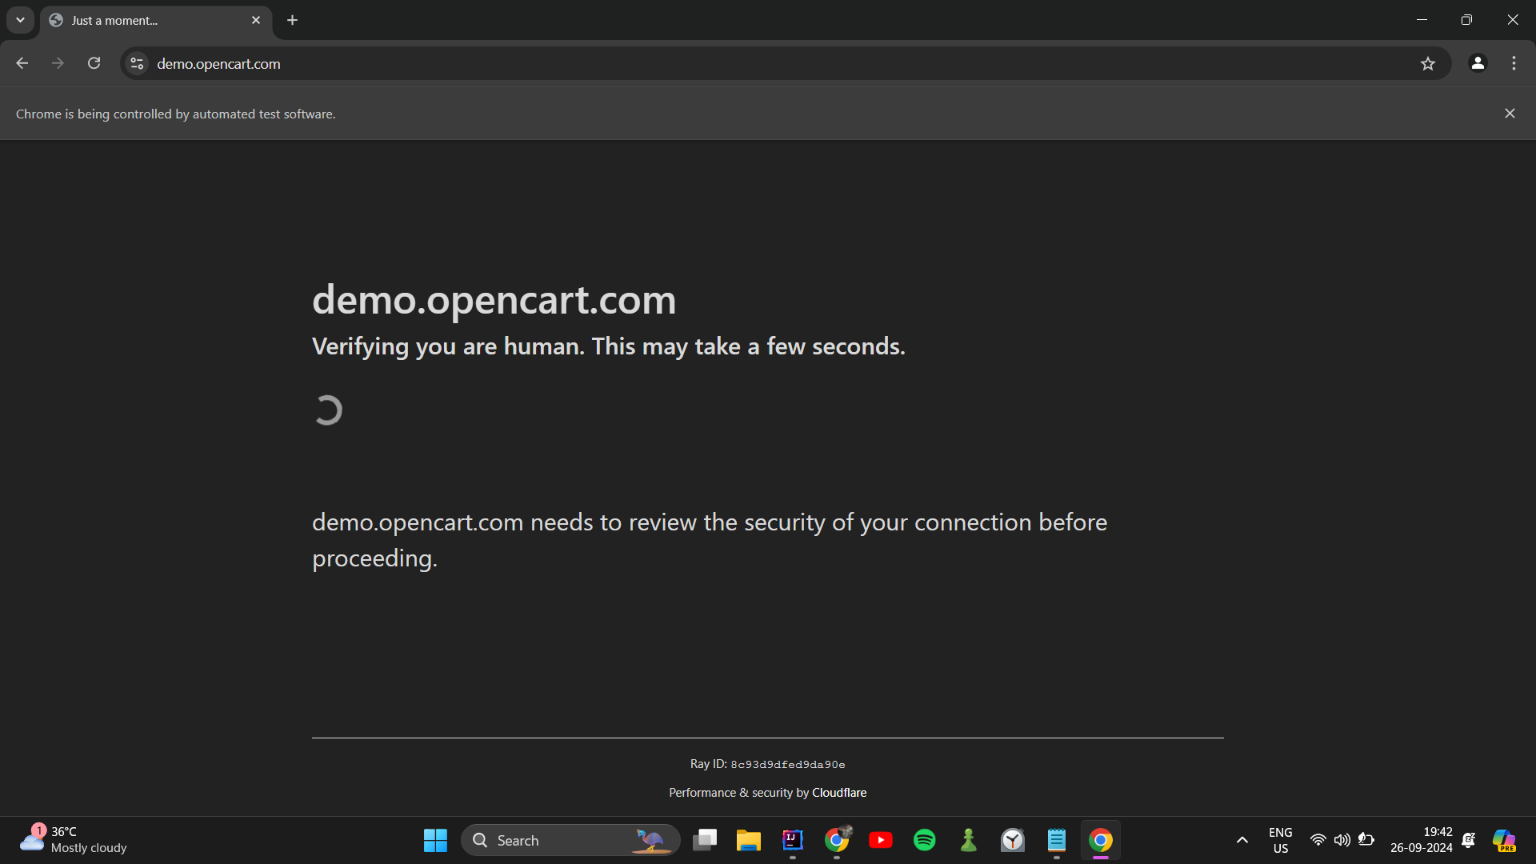 Just a moment...
demo.opencart.com
Chrome is being controlled by automated test software.
demo.opencart.com
Verifying you are human. This may take a few seconds.
demo.opencart.com needs to review the security of your connection before
proceeding.
Ray ID: 8c93d9dfed9da90e
Performance & security by Cloudflare
1
36°C
Mostly cloudy
Search
IJ
ENG
US
19:42
26-09-2024
PRE